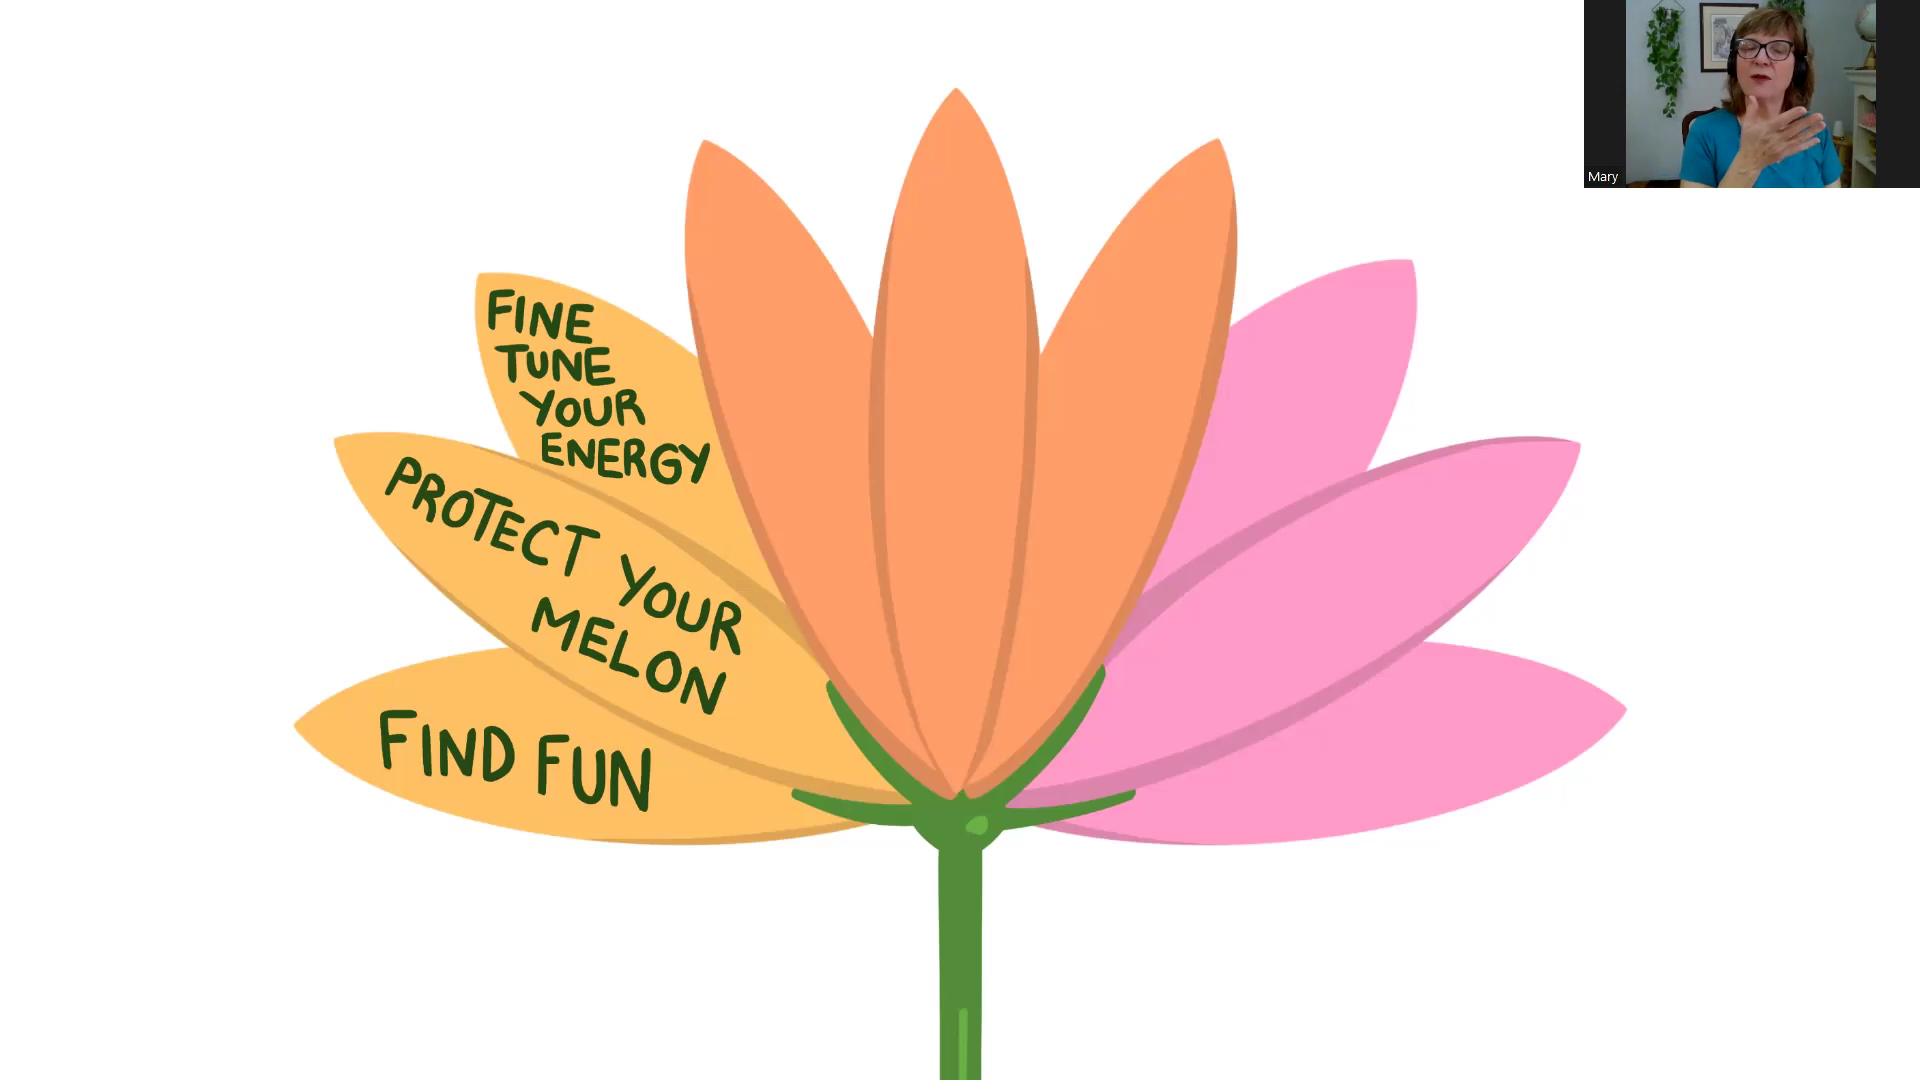 FINE
TUNE
YOUR
ENERGY
PROTECT YOUR
MELON
FIND FUN
Mary